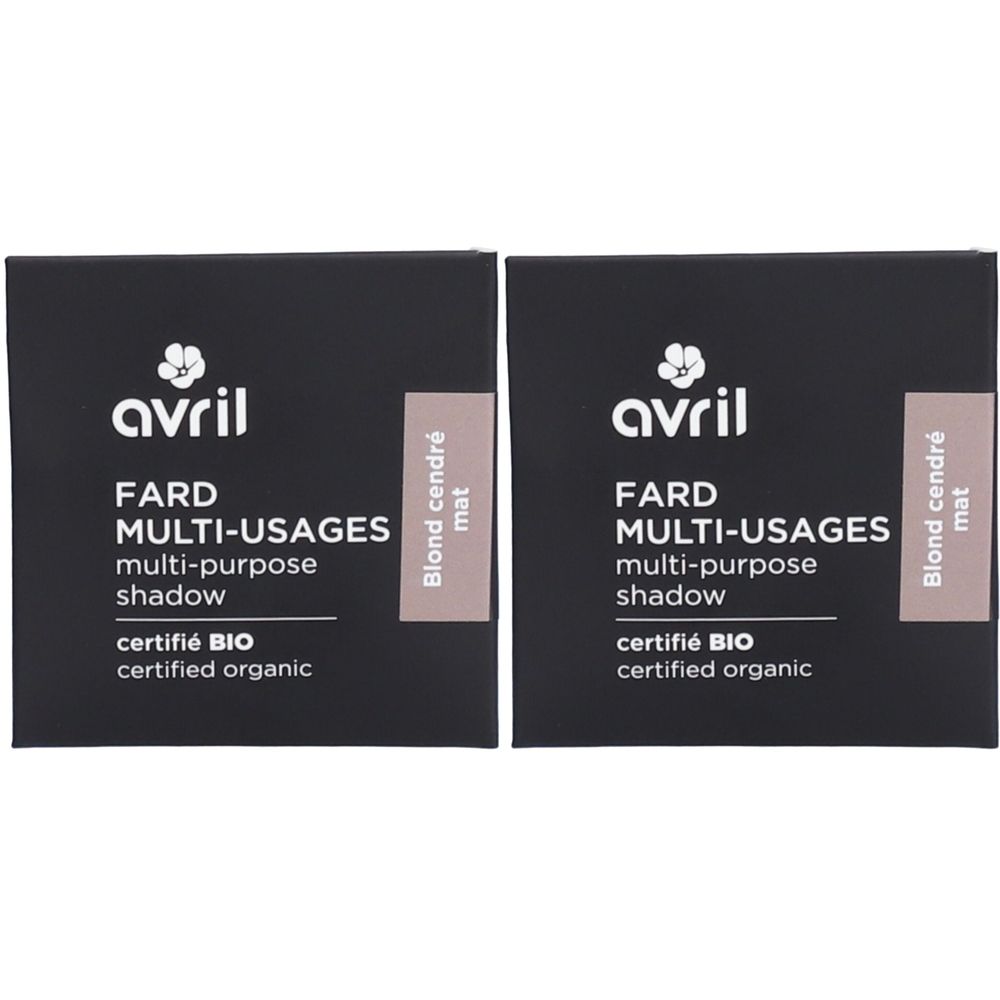 avril
FARD
MULTI-USAGES
multi-purpose
shadow
certifié BIO
certified organic
Blond cendré
mat
avril
FARD
MULTI-USAGES
multi-purpose
shadow
certifié BIO
certified organic
Blond cendré
mat